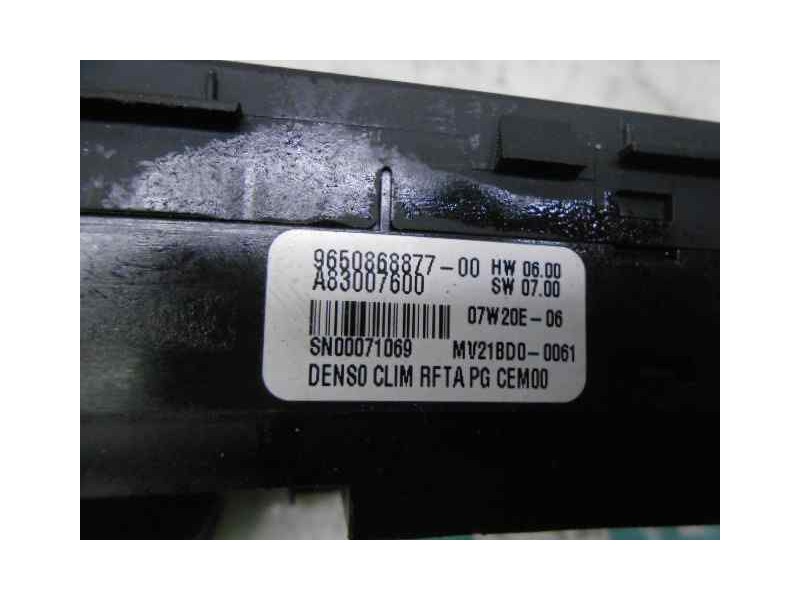 9650868877-00 HW 06.00
A83007600 SW 07.00
07W20E-06
SN00071069 MV21BD0-0061
DENSO CLIM RFTA PG CEM00